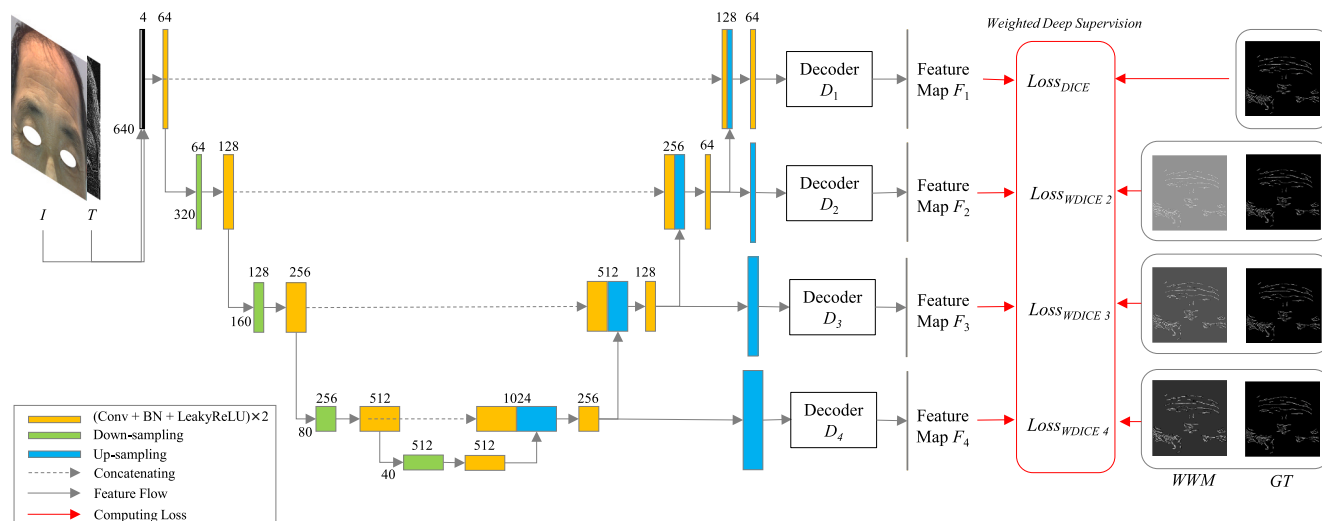 4
64
128
64
Weighted Deep Supervision
640
Decoder
D1
Feature
Map F1
LossDICE
64
128
320
256
64
Decoder
D2
Feature
Map F2
LossWDICE 2
I
T
128
256
160
512
128
Decoder
D3
Feature
Map F3
LossWDICE 3
256
512
80
1024
256
Decoder
D4
Feature
Map F4
LossWDICE 4
512
512
40
WWM
GT
(Conv + BN + LeakyReLU)×2
Down-sampling
Up-sampling
Concatenating
Feature Flow
Computing Loss